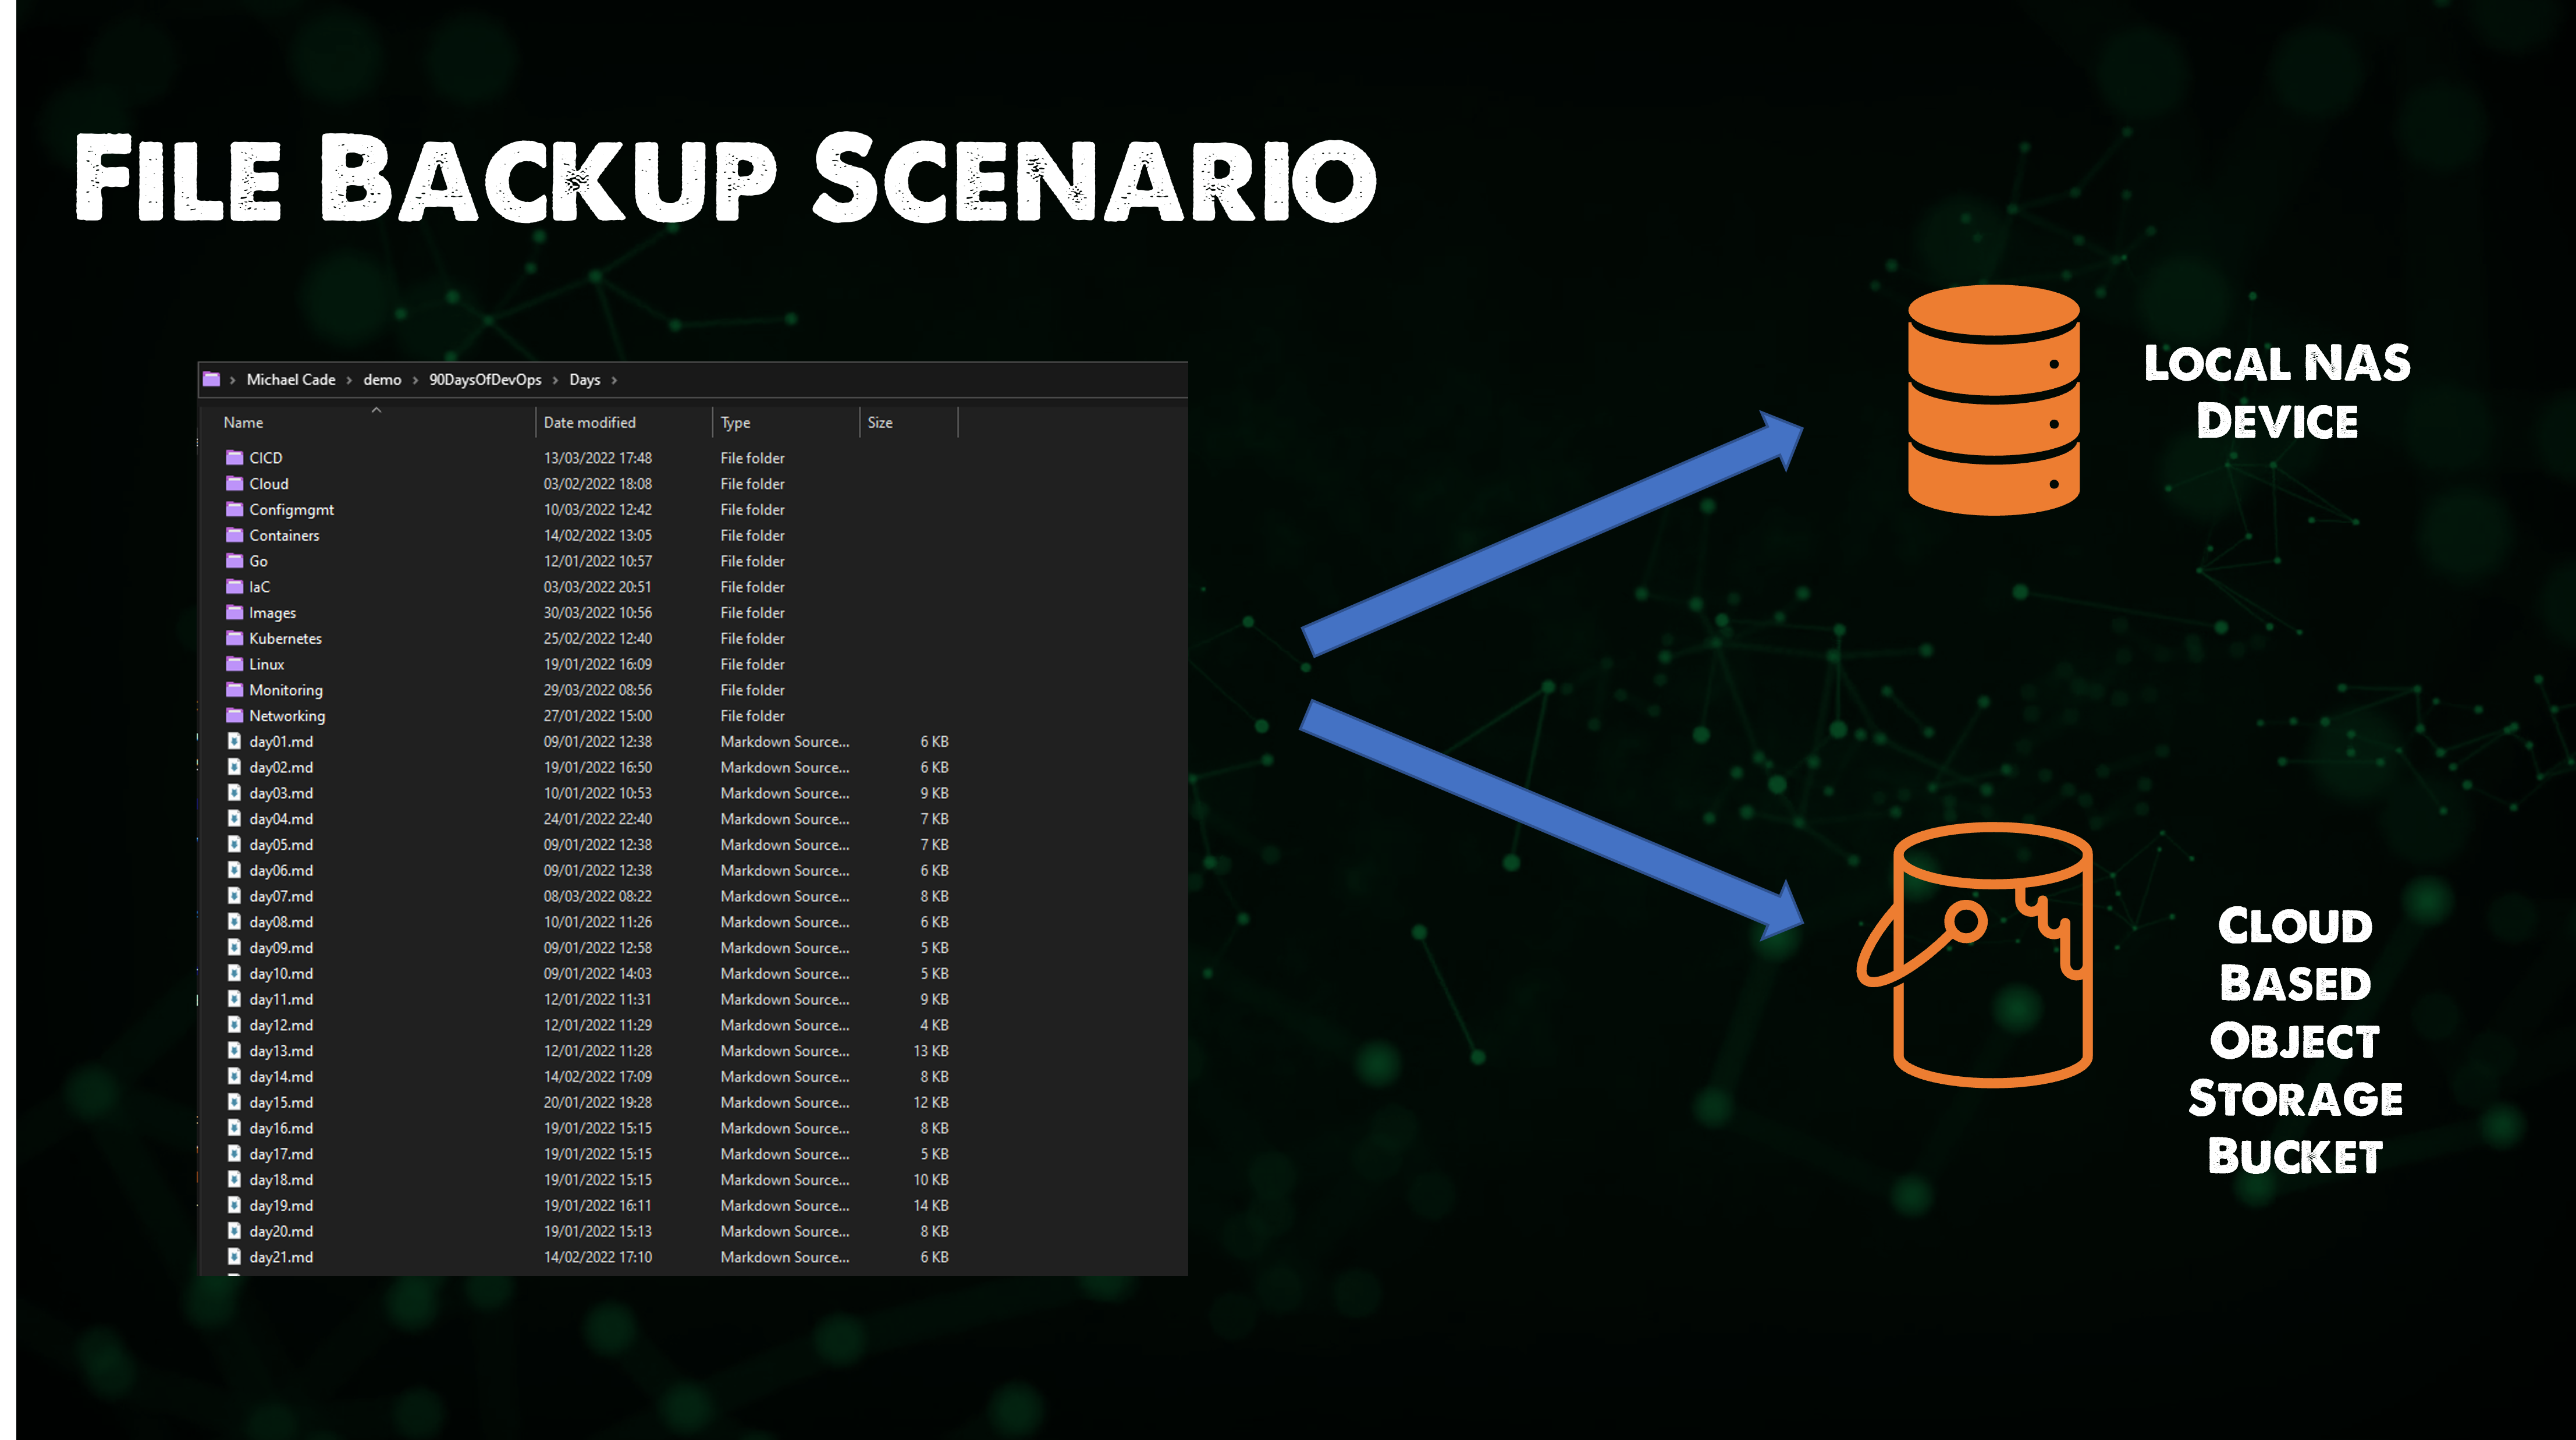 File Backup Scenario
Michael Cade > demo > 90DaysOfDevOps > Days >
Name Date modified Type Size
CICD 13/03/2022 17:48 File folder
Cloud 03/02/2022 18:08 File folder
Configmgmt 10/03/2022 12:42 File folder
Containers 14/02/2022 13:05 File folder
Go 12/01/2022 10:57 File folder
IaC 03/03/2022 20:51 File folder
Images 30/03/2022 10:56 File folder
Kubernetes 25/02/2022 12:40 File folder
Linux 19/01/2022 16:09 File folder
Monitoring 29/03/2022 08:56 File folder
Networking 27/01/2022 15:00 File folder
day01.md 09/01/2022 12:38 Markdown Source... 6 KB
day02.md 19/01/2022 16:50 Markdown Source... 6 KB
day03.md 10/01/2022 10:53 Markdown Source... 9 KB
day04.md 24/01/2022 22:40 Markdown Source... 7 KB
day05.md 09/01/2022 12:38 Markdown Source... 7 KB
day06.md 09/01/2022 12:38 Markdown Source... 6 KB
day07.md 08/03/2022 08:22 Markdown Source... 8 KB
day08.md 10/01/2022 11:26 Markdown Source... 6 KB
day09.md 09/01/2022 12:58 Markdown Source... 5 KB
day10.md 09/01/2022 14:03 Markdown Source... 5 KB
day11.md 12/01/2022 11:31 Markdown Source... 9 KB
day12.md 12/01/2022 11:29 Markdown Source... 4 KB
day13.md 12/01/2022 11:28 Markdown Source... 13 KB
day14.md 14/02/2022 17:09 Markdown Source... 8 KB
day15.md 20/01/2022 19:28 Markdown Source... 12 KB
day16.md 19/01/2022 15:15 Markdown Source... 8 KB
day17.md 19/01/2022 15:15 Markdown Source... 5 KB
day18.md 19/01/2022 15:15 Markdown Source... 10 KB
day19.md 19/01/2022 16:11 Markdown Source... 14 KB
day20.md 19/01/2022 15:13 Markdown Source... 8 KB
day21.md 14/02/2022 17:10 Markdown Source... 6 KB
Local NAS
Device
Cloud
Based
Object
Storage
Bucket